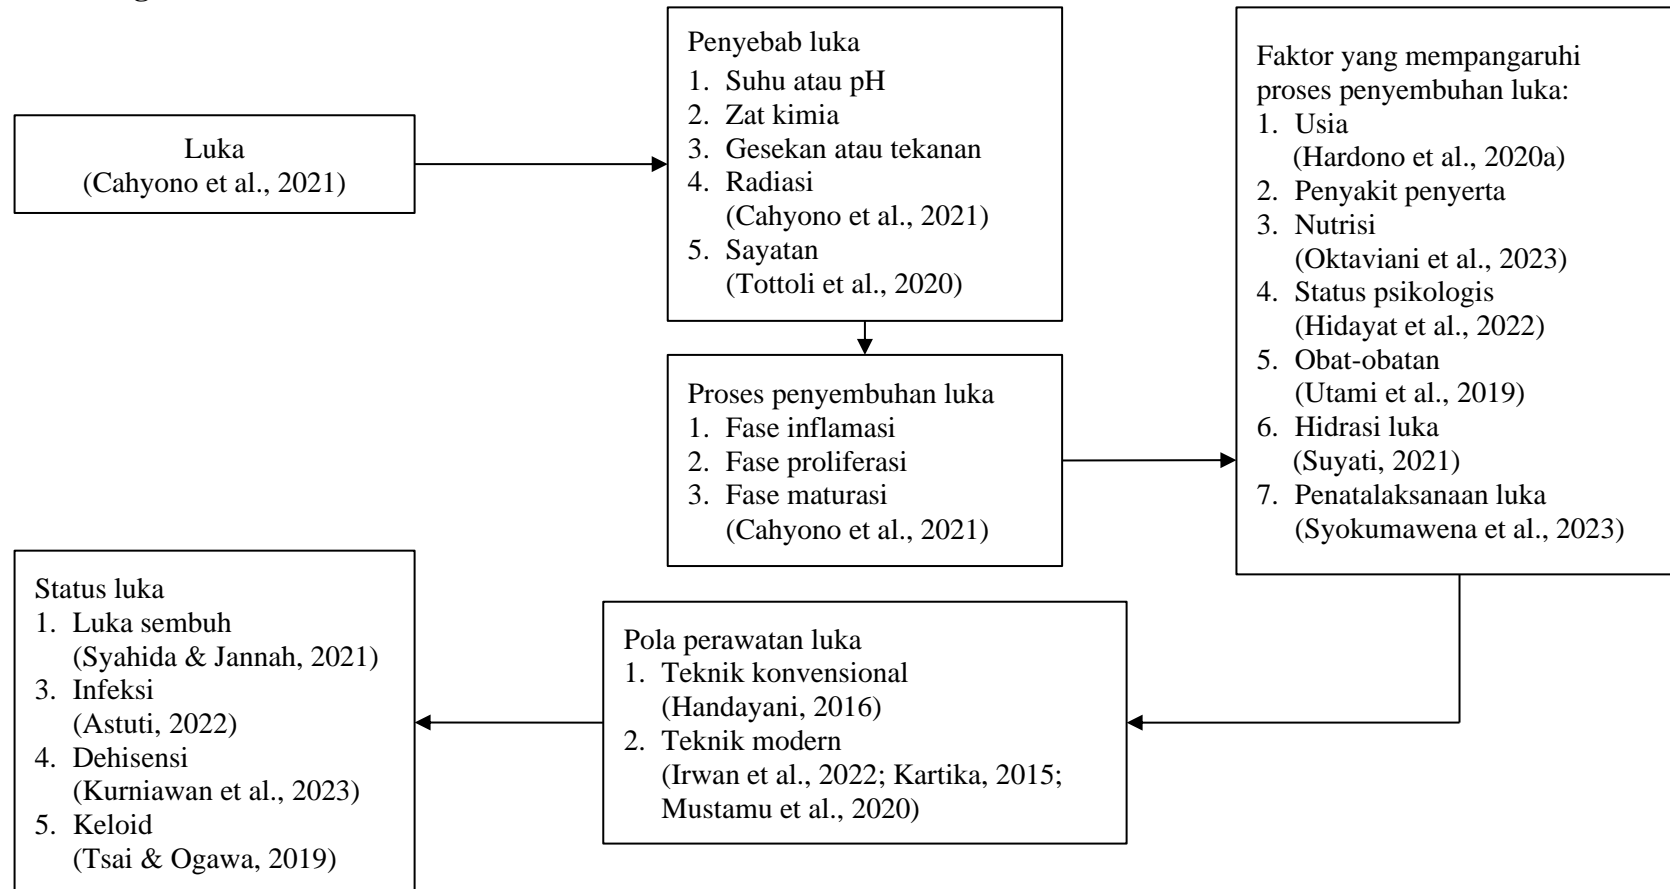 Luka
(Cahyono et al., 2021)
Penyebab luka
1. Suhu atau pH
2. Zat kimia
3. Gesekan atau tekanan
4. Radiasi
(Cahyono et al., 2021)
5. Sayatan
(Tottoli et al., 2020)
Proses penyembuhan luka
1. Fase inflamasi
2. Fase proliferasi
3. Fase maturasi
(Cahyono et al., 2021)
Faktor yang mempangaruhi
proses penyembuhan luka:
1. Usia
(Hardono et al., 2020a)
2. Penyakit penyerta
3. Nutrisi
(Oktaviani et al., 2023)
4. Status psikologis
(Hidayat et al., 2022)
5. Obat-obatan
(Utami et al., 2019)
6. Hidrasi luka
(Suyati, 2021)
7. Penatalaksanaan luka
(Syokumawena et al., 2023)
Pola perawatan luka
1. Teknik konvensional
(Handayani, 2016)
2. Teknik modern
(Irwan et al., 2022; Kartika, 2015;
Mustamu et al., 2020)
Status luka
1. Luka sembuh
(Syahida & Jannah, 2021)
3. Infeksi
(Astuti, 2022)
4. Dehisensi
(Kurniawan et al., 2023)
5. Keloid
(Tsai & Ogawa, 2019)